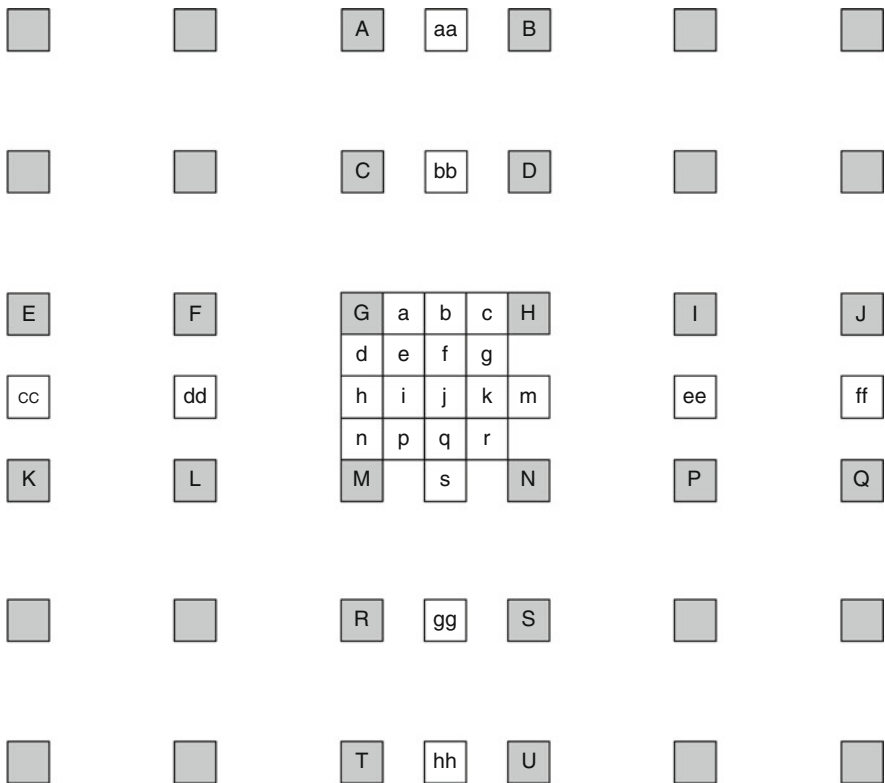 A aa B
C bb D
E F G a b c H I J
d e f g
cc dd h i j k m ee ff
n p q r
K L M s N P Q
R gg S
T hh U